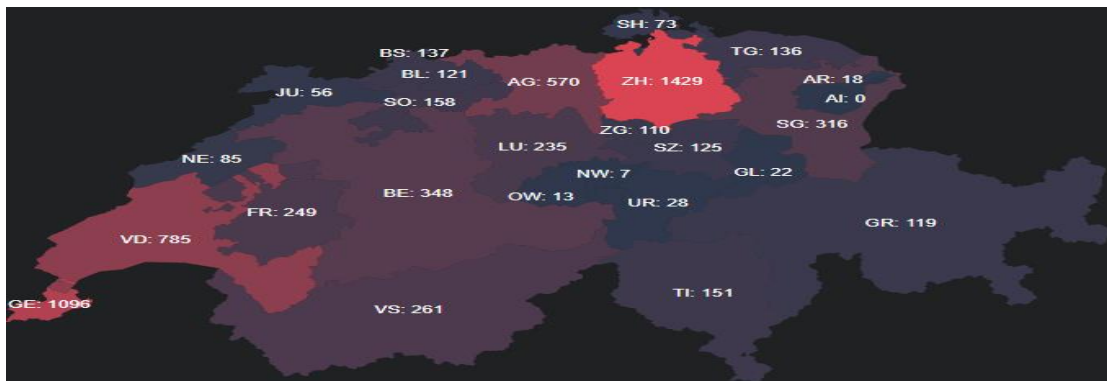 SH: 73
BS: 137
TG: 136
BL: 121
AG: 570
ZH: 1429
AR: 18
JU: 56
SO: 158
AI: 0
ZG: 110
SG: 316
LU: 235
SZ: 125
NE: 85
NW: 7
GL: 22
BE: 348
OW: 13
UR: 28
FR: 249
GR: 119
VD: 785
TI: 151
GE: 1096
VS: 261